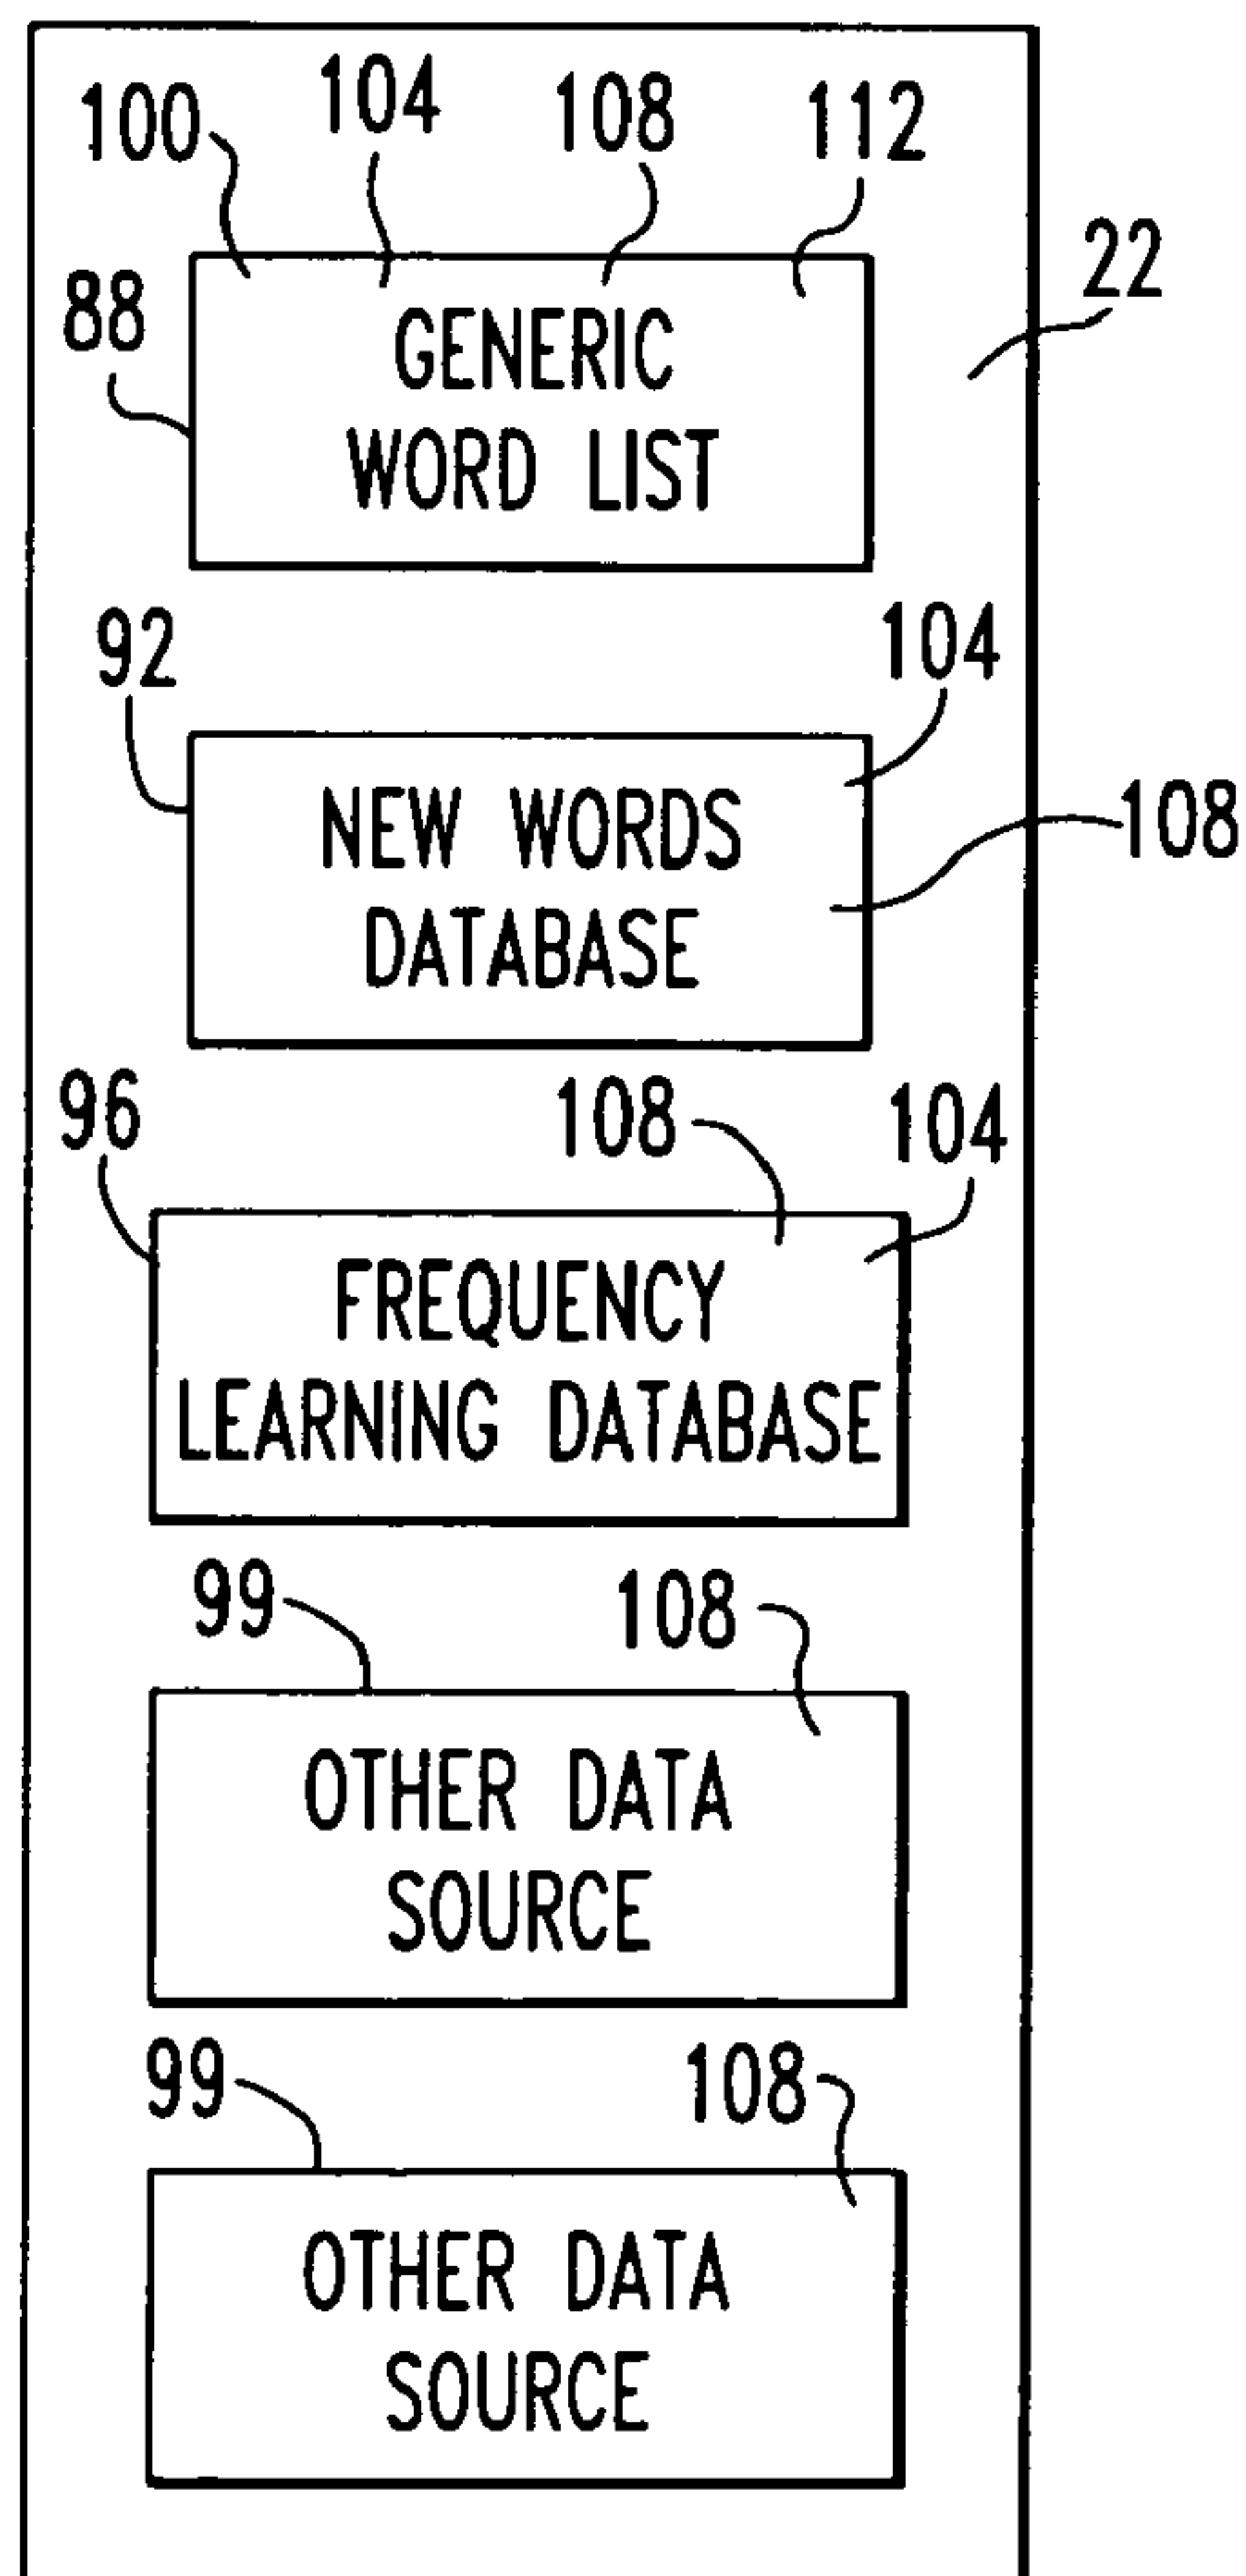 100 104 108 112
22
88
GENERIC
WORD LIST
92 104
NEW WORDS
108
DATABASE
96 108 104
FREQUENCY
LEARNING DATABASE
99 108
OTHER DATA
SOURCE
99 108
OTHER DATA
SOURCE